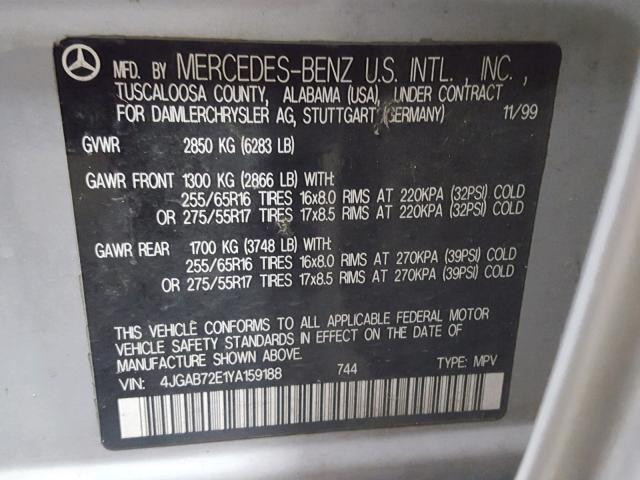 MFD. BY MERCEDES-BENZ U.S. INTL., INC.,
TUSCALOOSA COUNTY, ALABAMA (USA), UNDER CONTRACT
FOR DAIMLERCHRYSLER AG, STUTTGART (GERMANY) 11/99
GVWR 2850 KG (6283 LB)
GAWR FRONT 1300 KG (2866 LB) WITH:
255/65R16 TIRES 16x8.0 RIMS AT 220KPA (32PSI) COLD
OR 275/55R17 TIRES 17x8.5 RIMS AT 220KPA (32PSI) COLD
GAWR REAR 1700 KG (3748 LB) WITH:
255/65R16 TIRES 16x8.0 RIMS AT 270KPA (39PSI) COLD
OR 275/55R17 TIRES 17x8.5 RIMS AT 270KPA (39PSI) COLD
THIS VEHICLE CONFORMS TO ALL APPLICABLE FEDERAL MOTOR
VEHICLE SAFETY STANDARDS IN EFFECT ON THE DATE OF
MANUFACTURE SHOWN ABOVE.
VIN: 4JGAB72E1YA159188 744 TYPE: MPV